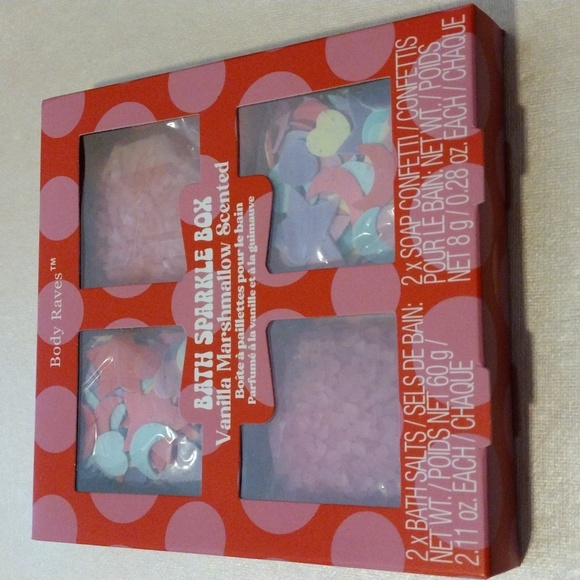 Body Raves™
BATH SPARKLE BOX
Vanilla Marshmallow Scented
Boîte à paillettes pour le bain
Parfumé à la vanille et à la guimauve
2 x BATH SALTS / SELS DE BAIN:
NET WT. / POIDS NET 60 g /
2.11 oz. EACH / CHAQUE
2 x SOAP CONFETTI / CONFETTIS
POUR LE BAIN: NET WT. / POIDS
NET 8 g / 0.28 oz. EACH / CHAQUE